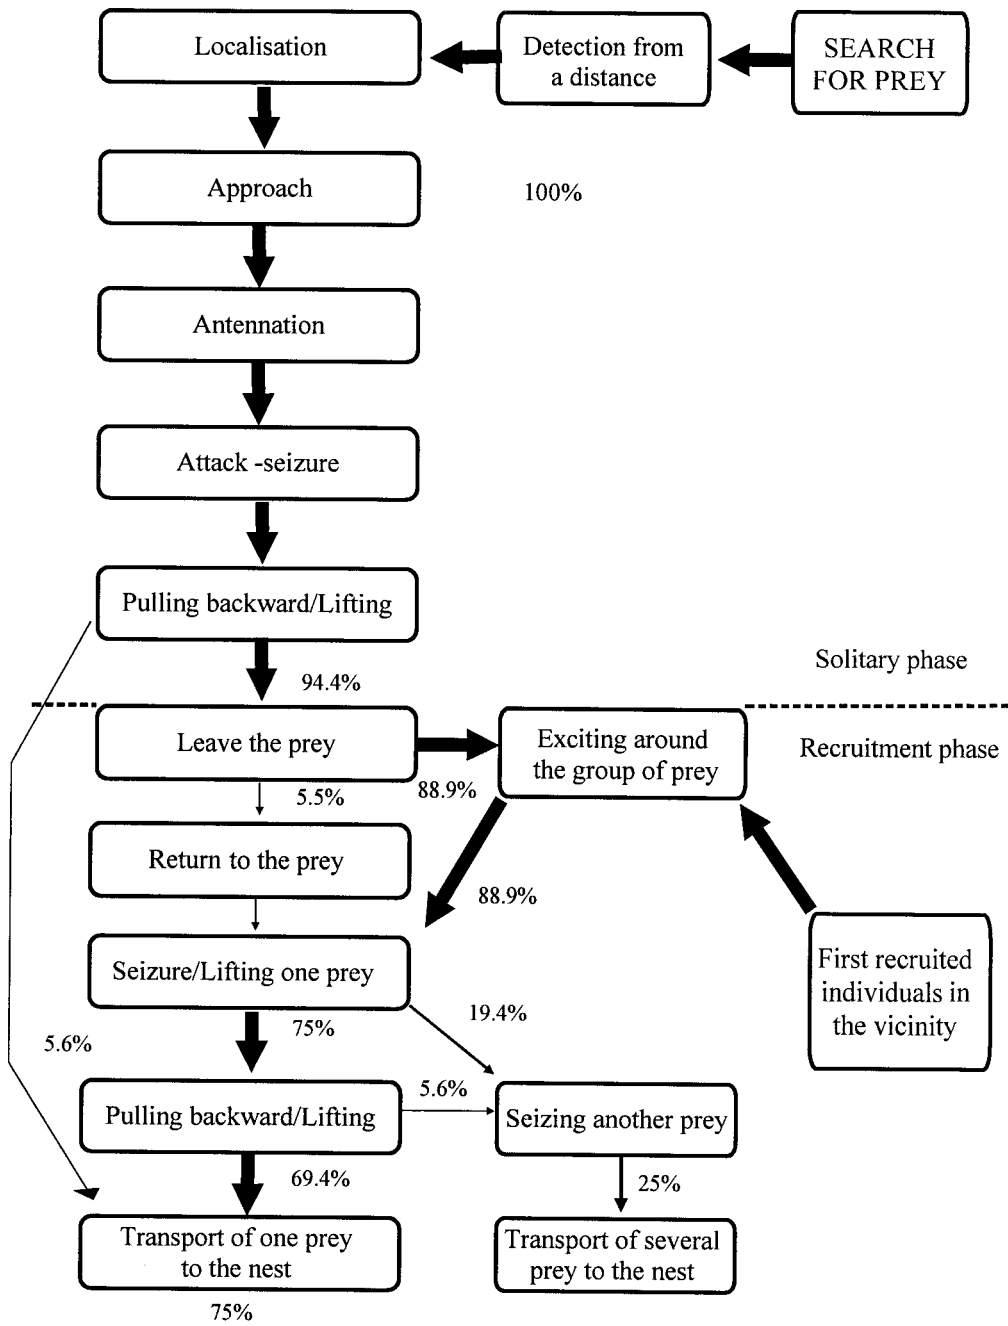 Localisation
Detection from
a distance
SEARCH
FOR PREY
Approach
100%
Antennation
Attack -seizure
Pulling backward/Lifting
Solitary phase
94.4%
Leave the prey
Exciting around
the group of prey
Recruitment phase
5.5%
88.9%
Return to the prey
88.9%
Seizure/Lifting one prey
First recruited
individuals in
the vicinity
19.4%
75%
5.6%
5.6%
Pulling backward/Lifting
Seizing another prey
69.4%
25%
Transport of one prey
to the nest
Transport of several
prey to the nest
75%